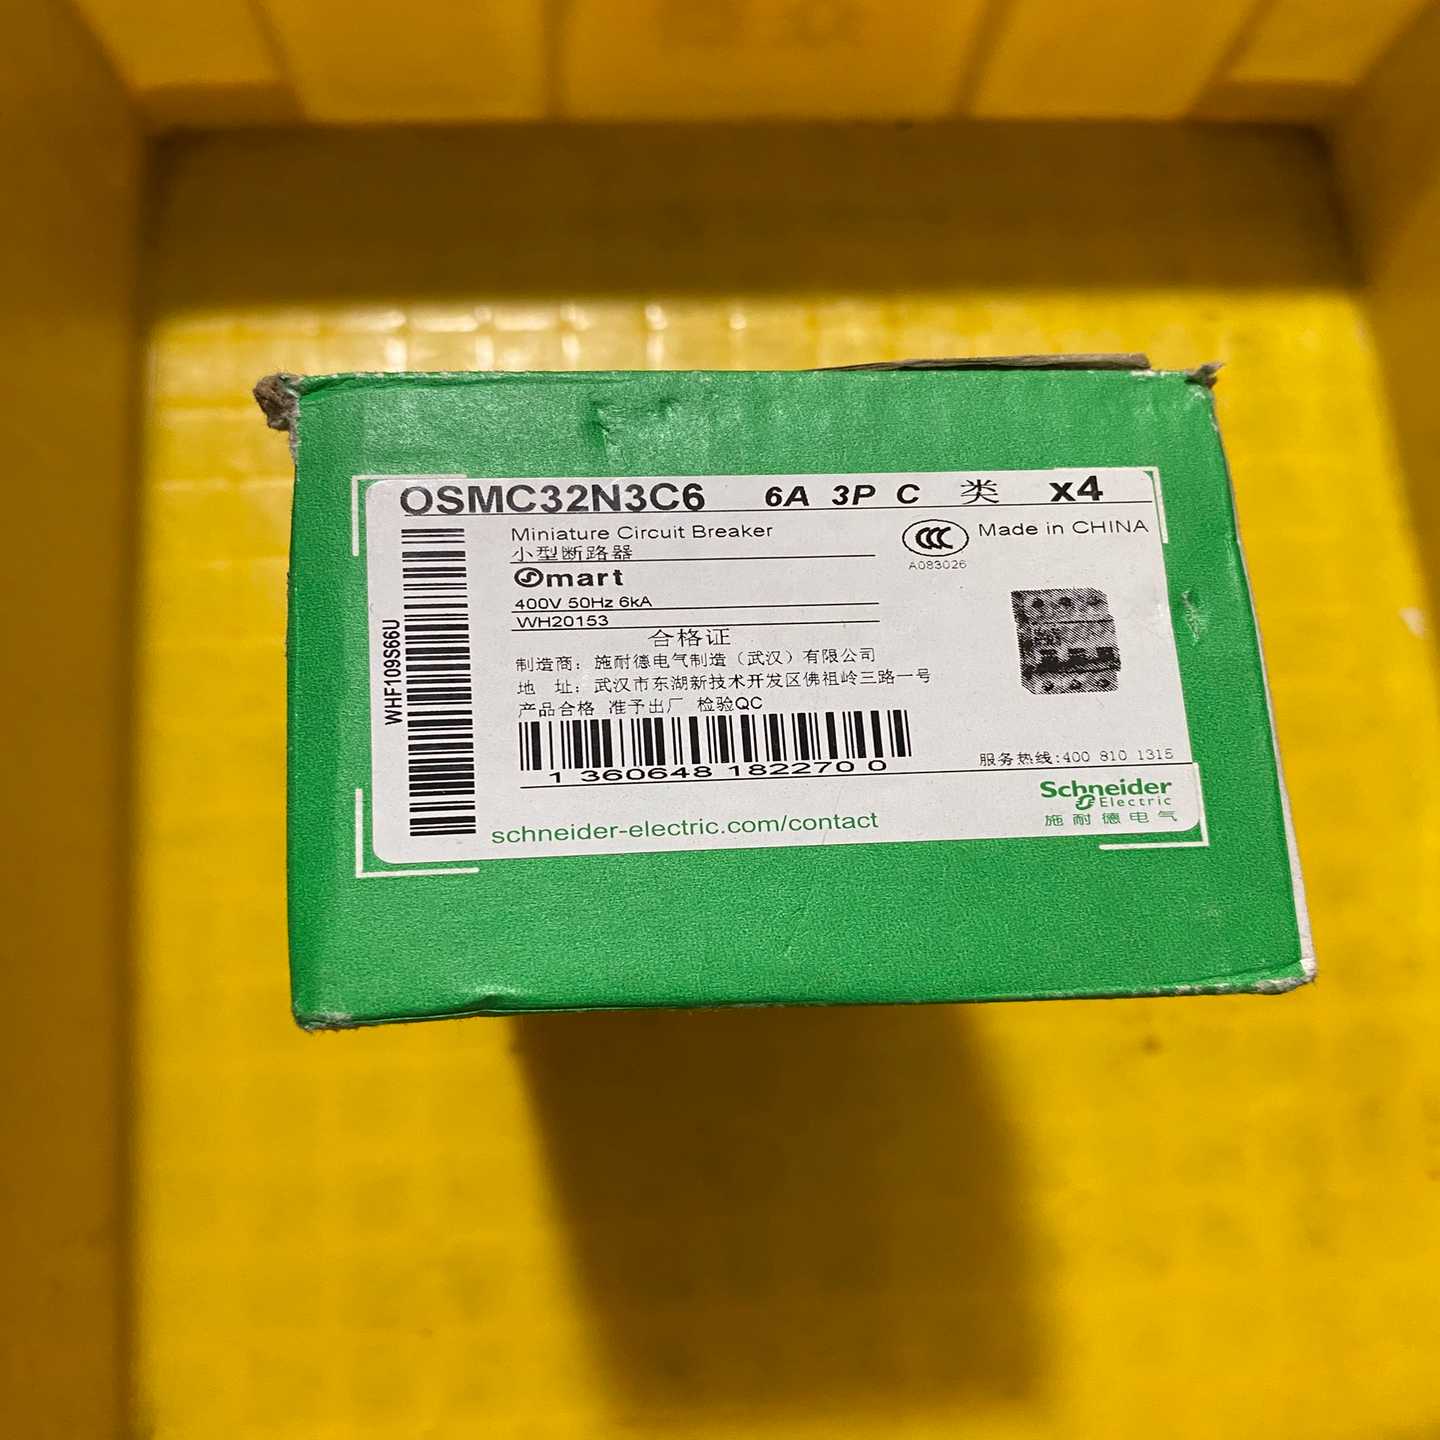 OSMC32N3C6 6A 3P C 类 x4
Miniature Circuit Breaker
小型断路器
CCC
A083026
Made in CHINA
Smart
400V 50Hz 6kA
WH20153
合格证
制造商：施耐德电气制造（武汉）有限公司
地 址：武汉市东湖新技术开发区佛祖岭三路一号
产品合格 准予出厂 检验QC
WHF109S66U
1 360648 182270 0
服务热线:400 810 1315
Schneider
Electric
施耐德电气
schneider-electric.com/contact